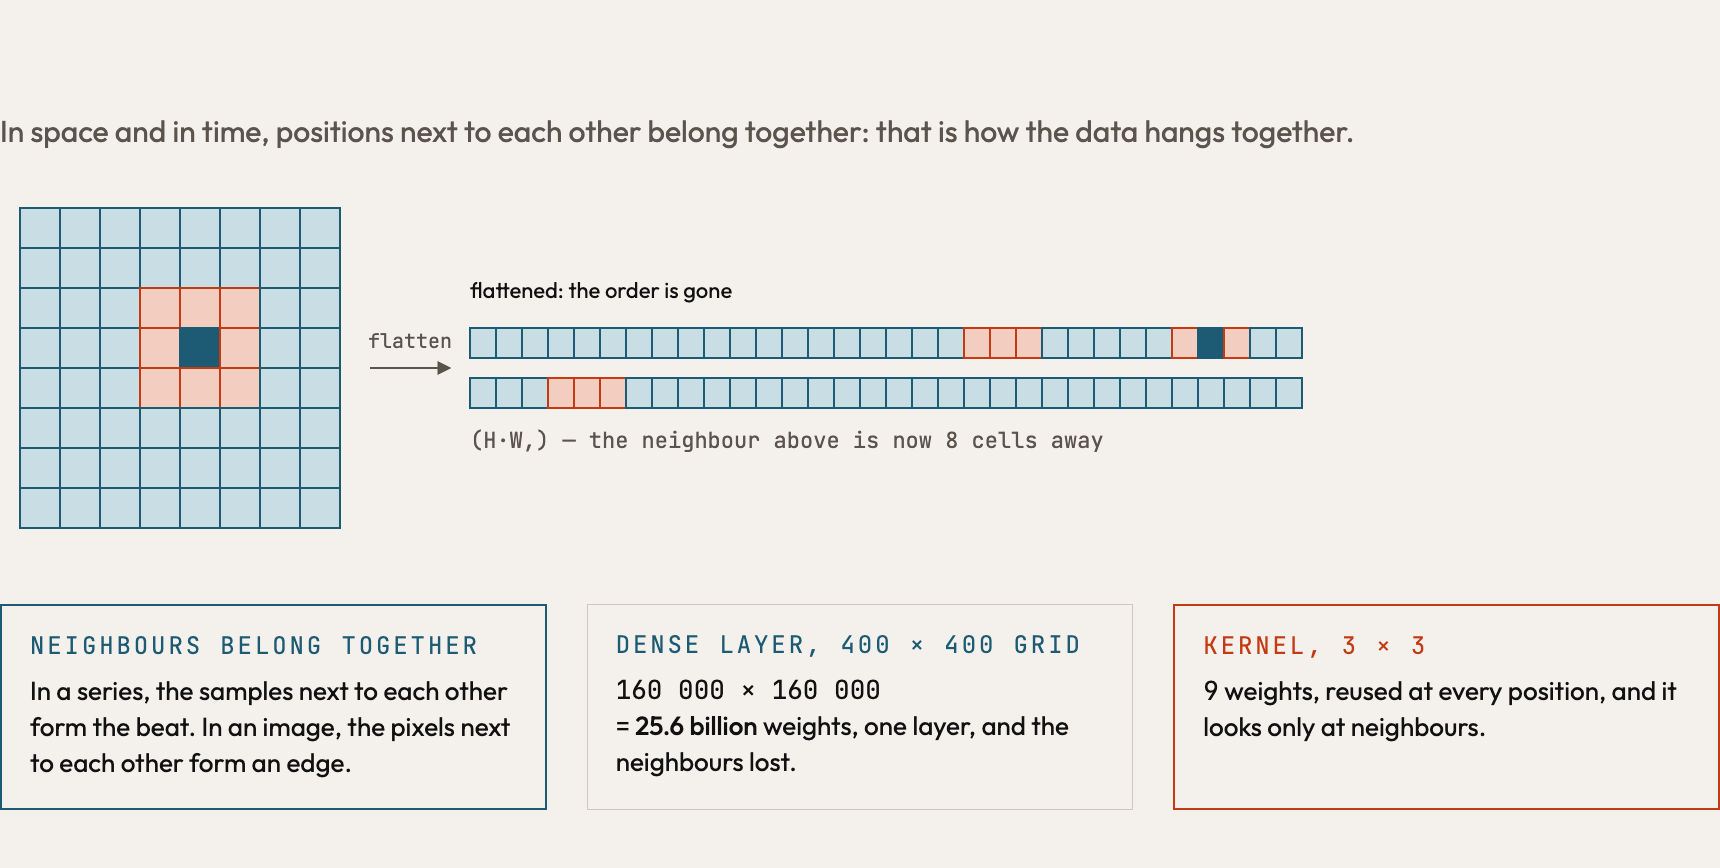 In space and in time, positions next to each other belong together: that is how the data hangs together.
flattened: the order is gone
flatten
(H·W,) — the neighbour above is now 8 cells away
NEIGHBOURS BELONG TOGETHER
In a series, the samples next to each other
form the beat. In an image, the pixels next
to each other form an edge.
DENSE LAYER, 400 × 400 GRID
160 000 × 160 000
= 25.6 billion weights, one layer, and the
neighbours lost.
KERNEL, 3 × 3
9 weights, reused at every position, and it
looks only at neighbours.